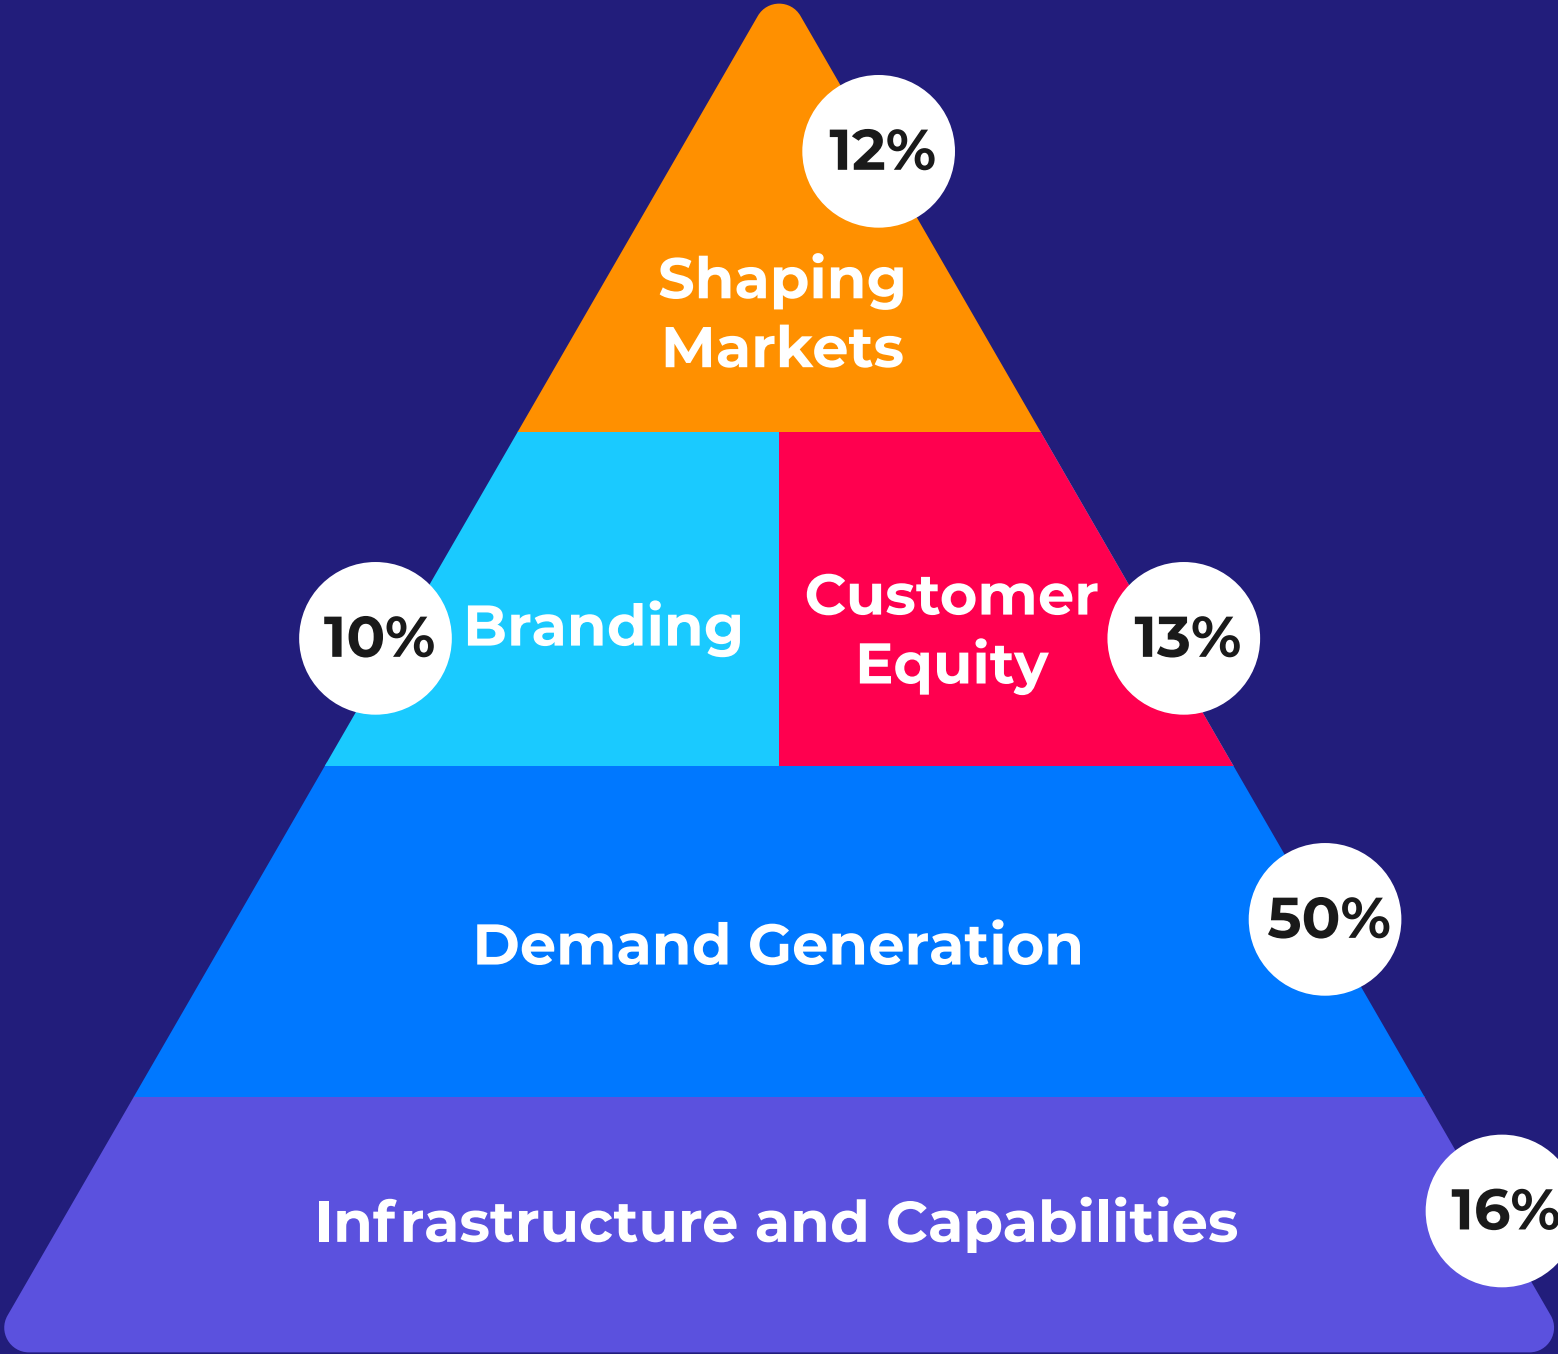 12%
Shaping
Markets
10%
Branding
Customer
Equity
13%
50%
Demand Generation
16%
Infrastructure and Capabilities